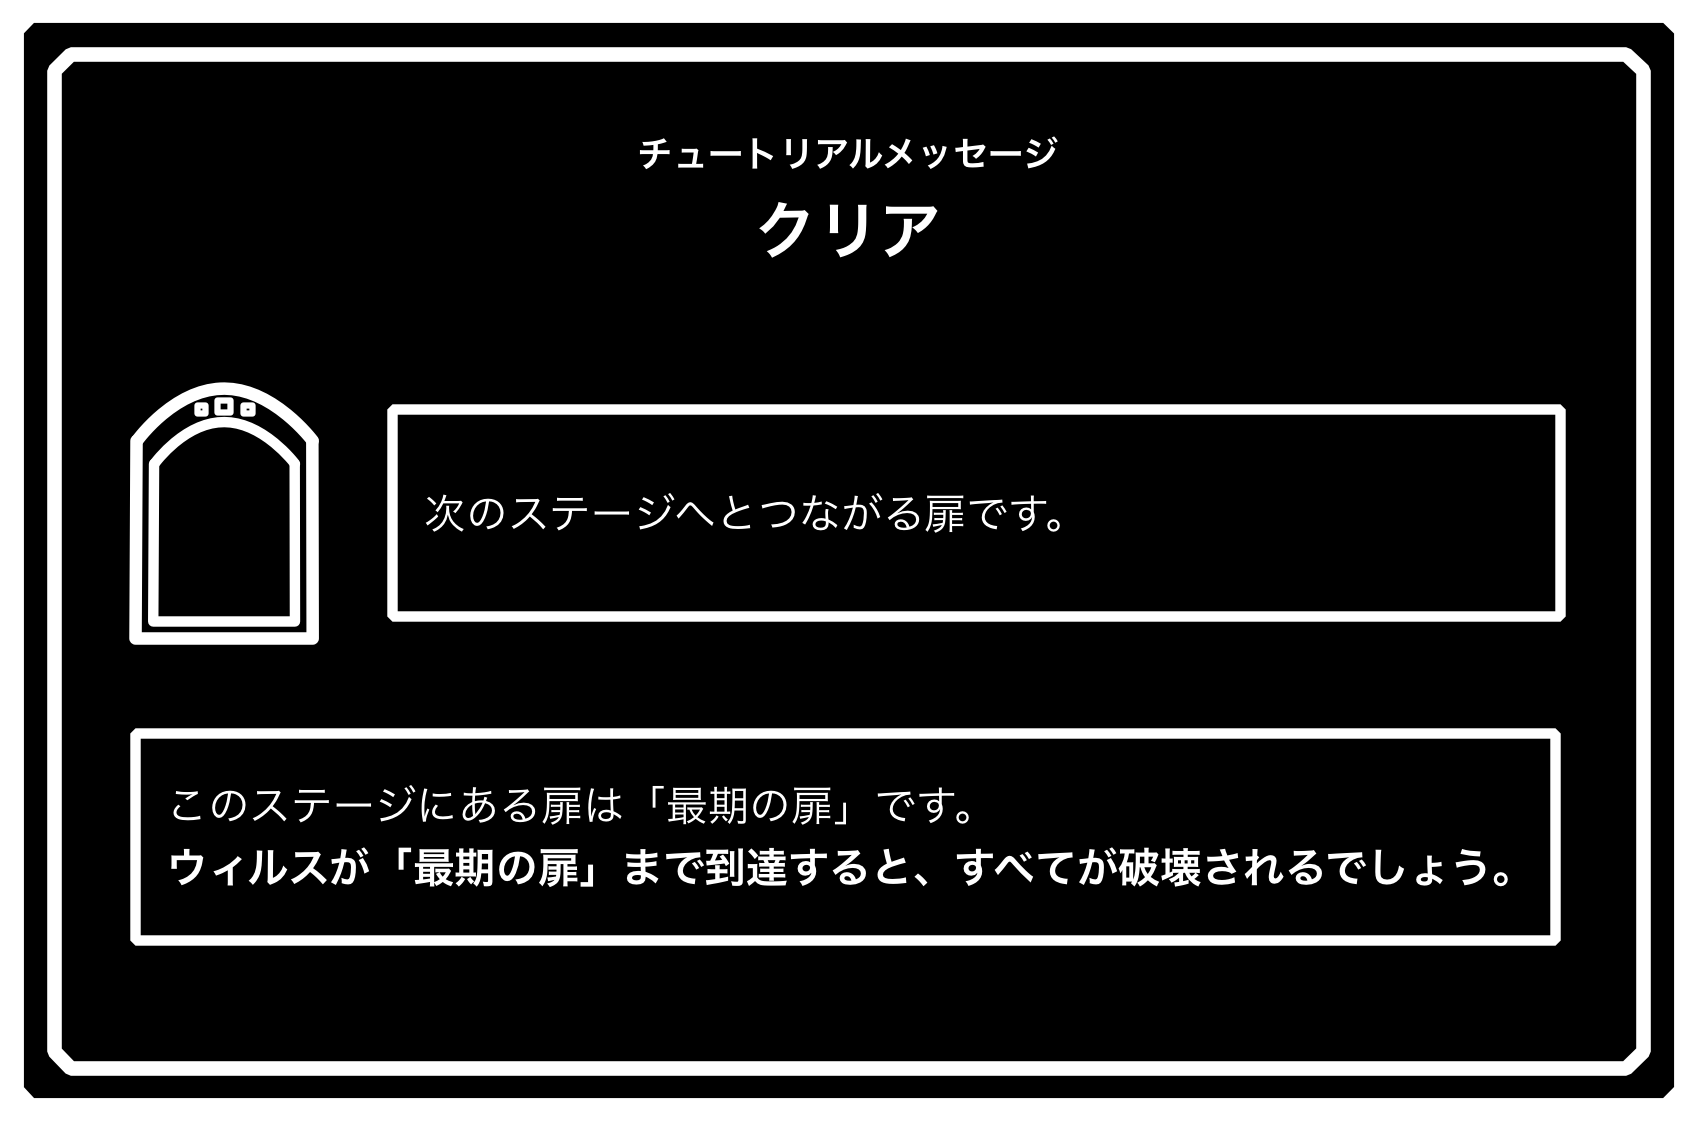 チュートリアルメッセージ
クリア
次のステージへとつながる扉です。
このステージにある扉は「最期の扉」です。
ウィルスが「最期の扉」まで到達すると、すべてが破壊されるでしょう。